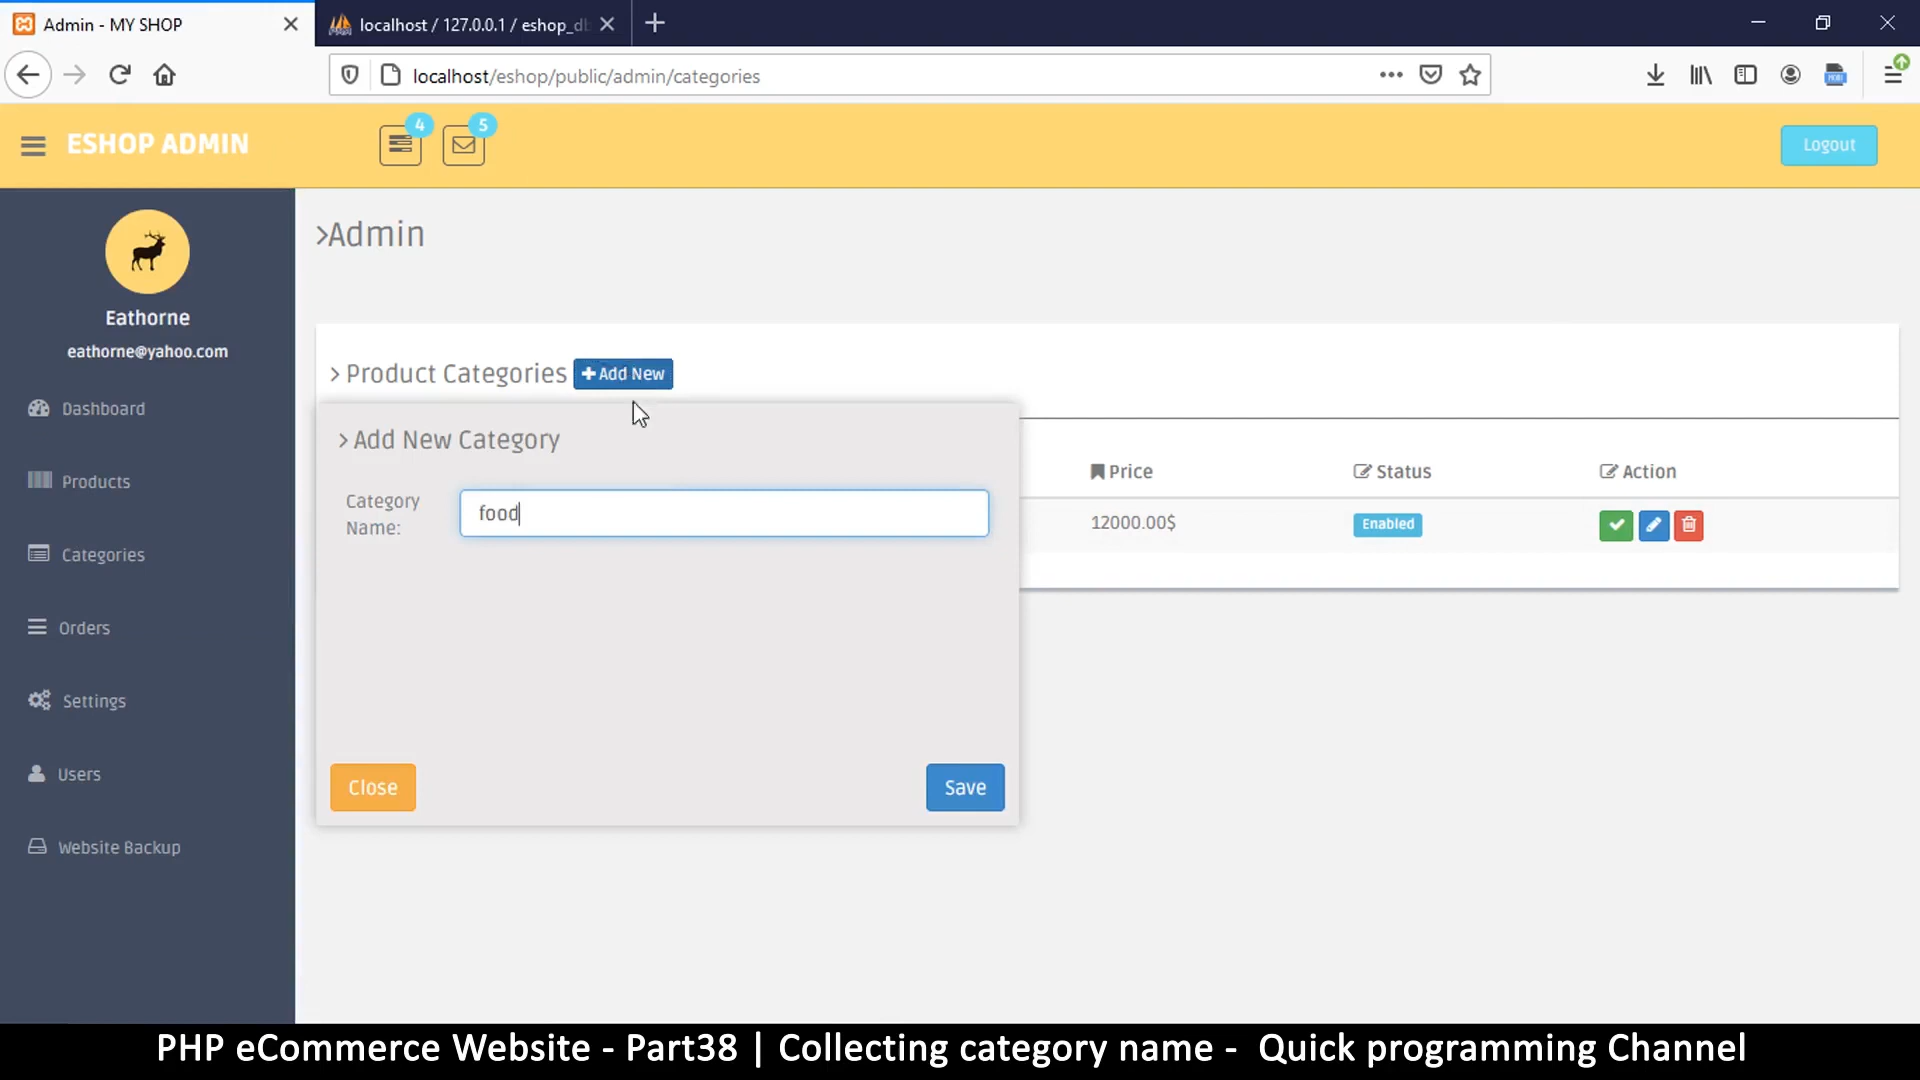 Admin - MY SHOP
localhost / 127.0.0.1 / eshop_db
localhost/eshop/public/admin/categories
ESHOP ADMIN
4
5
Logout
Eathorne
eathorne@yahoo.com
Dashboard
Products
Categories
Orders
Settings
Users
Website Backup
>Admin
> Product Categories
+ Add New
> Add New Category
Category
Name:
food
Close
Save
Price
Status
Action
12000.00$
Enabled
PHP eCommerce Website - Part38 | Collecting category name - Quick programming Channel